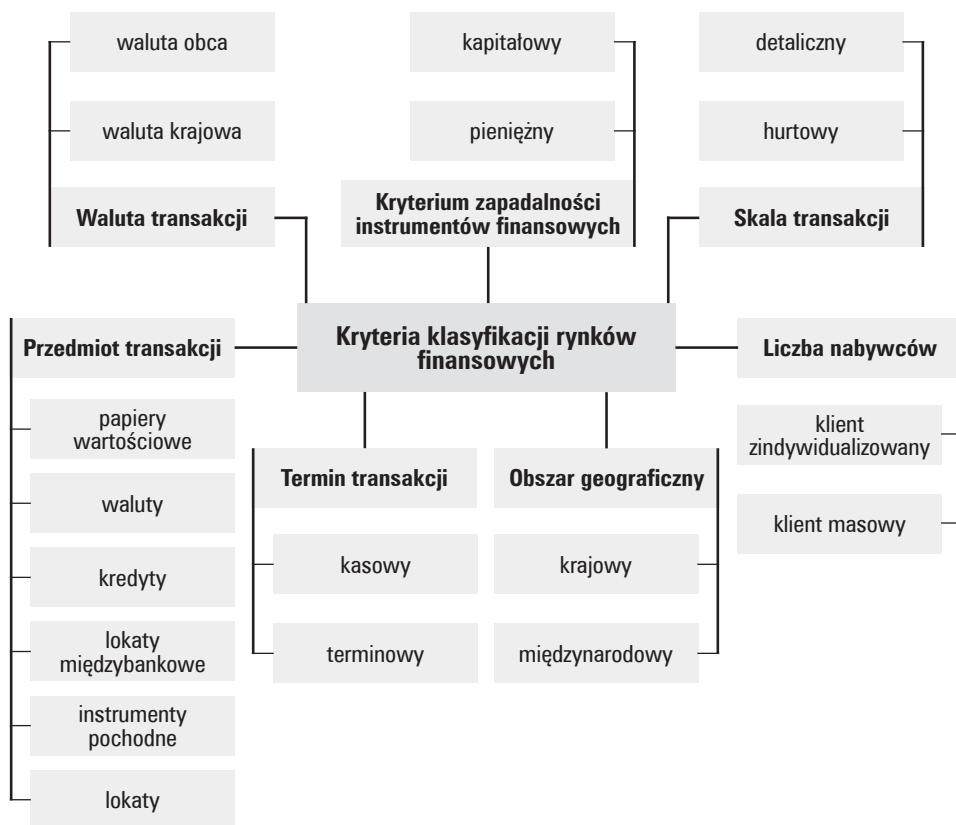 waluta obca
kapitałowy
detaliczny
waluta krajowa
pieniężny
hurtowy
Waluta transakcji
Kryterium zapadalności
instrumentów finansowych
Skala transakcji
Przedmiot transakcji
Kryteria klasyfikacji rynków
finansowych
Liczba nabywców
papiery
wartościowe
waluty
kredyty
lokaty
międzybankowe
instrumenty
pochodne
lokaty
Termin transakcji
kasowy
terminowy
Obszar geograficzny
krajowy
międzynarodowy
klient
zindywidualizowany
klient masowy